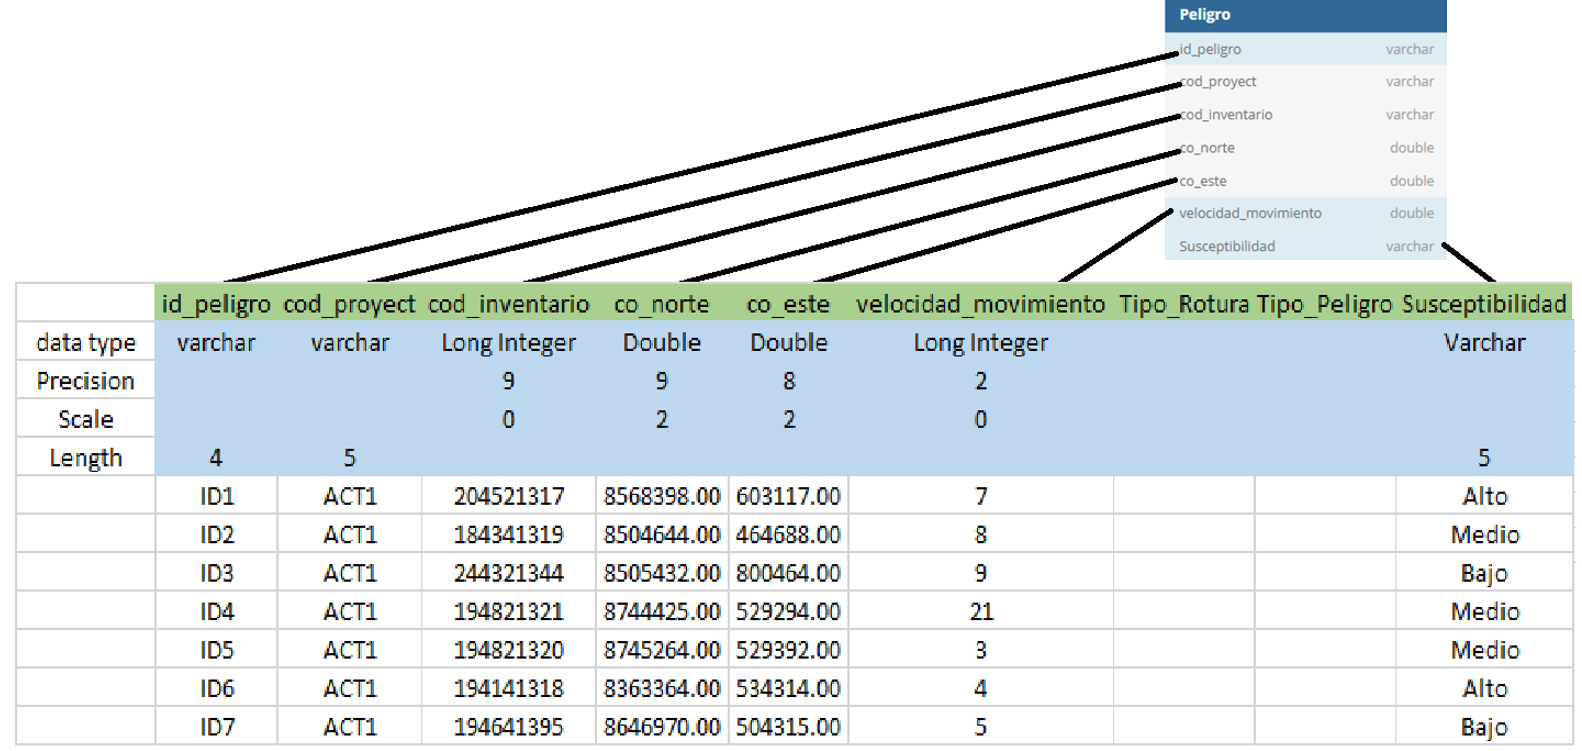 Peligro
id_peligro varchar
cod_proyect varchar
cod_inventario varchar
co_norte double
co_este double
velocidad_movimiento double
Susceptibilidad varchar
id_peligro cod_proyect cod_inventario co_norte co_este velocidad_movimiento Tipo_Rotura Tipo_Peligro Susceptibilidad
data type varchar varchar Long Integer Double Double Long Integer Varchar
Precision 9 9 8 2
Scale 0 2 2 0
Length 4 5 5
ID1 ACT1 204521317 8568398.00 603117.00 7 Alto
ID2 ACT1 184341319 8504644.00 464688.00 8 Medio
ID3 ACT1 244321344 8505432.00 800464.00 9 Bajo
ID4 ACT1 194821321 8744425.00 529294.00 21 Medio
ID5 ACT1 194821320 8745264.00 529392.00 3 Medio
ID6 ACT1 194141318 8363364.00 534314.00 4 Alto
ID7 ACT1 194641395 8646970.00 504315.00 5 Bajo